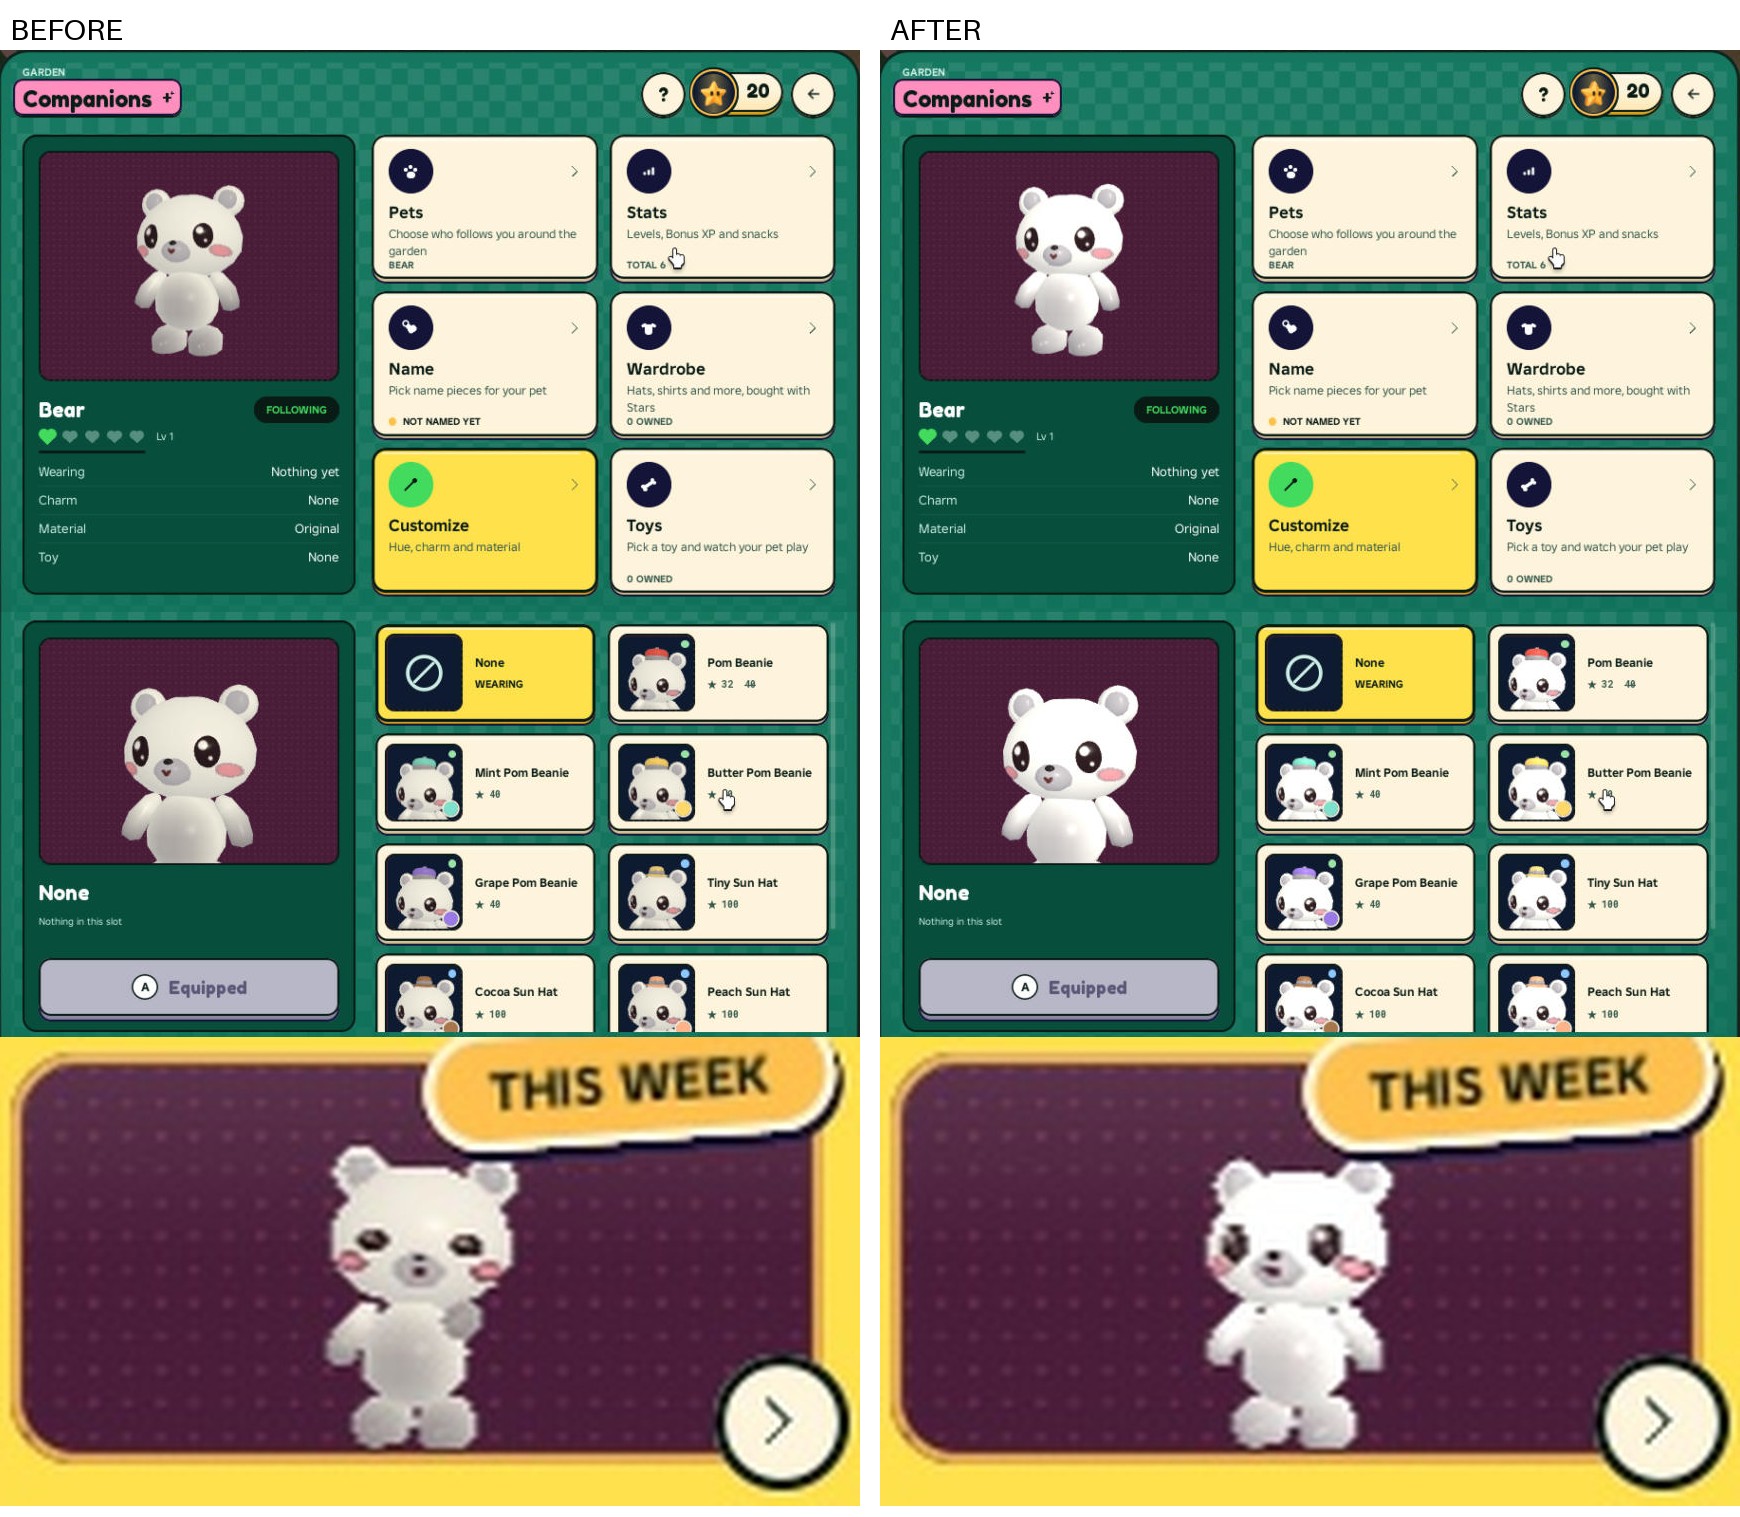 BEFORE
GARDEN
Companions
?
20
Pets
Choose who follows you around the
garden
BEAR
Stats
Levels, Bonus XP and snacks
TOTAL 6
Name
Pick name pieces for your pet
NOT NAMED YET
Wardrobe
Hats, shirts and more, bought with
Stars
0 OWNED
Bear
FOLLOWING
Lv 1
Wearing Nothing yet
Charm None
Material Original
Toy None
Customize
Hue, charm and material
Toys
Pick a toy and watch your pet play
0 OWNED
None
WEARING
Pom Beanie
★ 32 40
Mint Pom Beanie
★ 40
Butter Pom Beanie
★
Grape Pom Beanie
★ 40
Tiny Sun Hat
★ 100
Cocoa Sun Hat
★ 100
Peach Sun Hat
★ 100
None
Nothing in this slot
A Equipped
THIS WEEK
AFTER
GARDEN
Companions
?
20
Pets
Choose who follows you around the
garden
BEAR
Stats
Levels, Bonus XP and snacks
TOTAL 6
Name
Pick name pieces for your pet
NOT NAMED YET
Wardrobe
Hats, shirts and more, bought with
Stars
0 OWNED
Bear
FOLLOWING
Lv 1
Wearing Nothing yet
Charm None
Material Original
Toy None
Customize
Hue, charm and material
Toys
Pick a toy and watch your pet play
0 OWNED
None
WEARING
Pom Beanie
★ 32 40
Mint Pom Beanie
★ 40
Butter Pom Beanie
★
Grape Pom Beanie
★ 40
Tiny Sun Hat
★ 100
Cocoa Sun Hat
★ 100
Peach Sun Hat
★ 100
None
Nothing in this slot
A Equipped
THIS WEEK